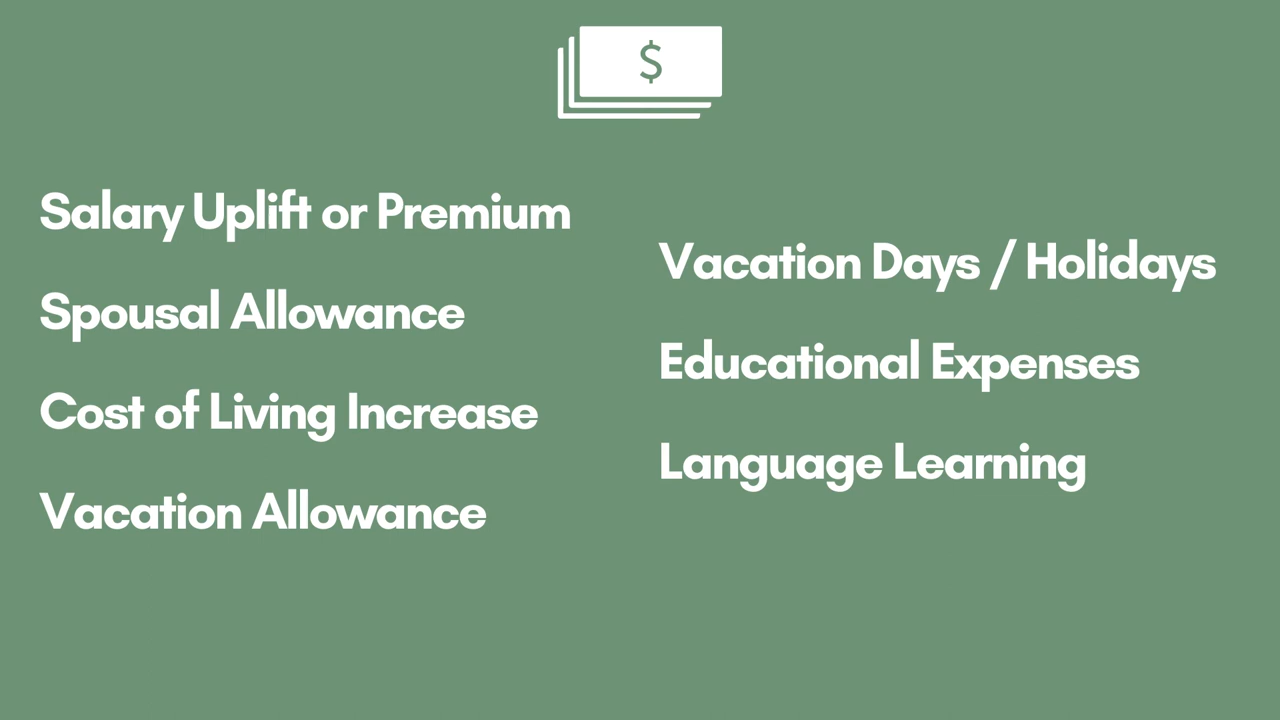 $
Salary Uplift or Premium
Spousal Allowance
Cost of Living Increase
Vacation Allowance
Vacation Days / Holidays
Educational Expenses
Language Learning